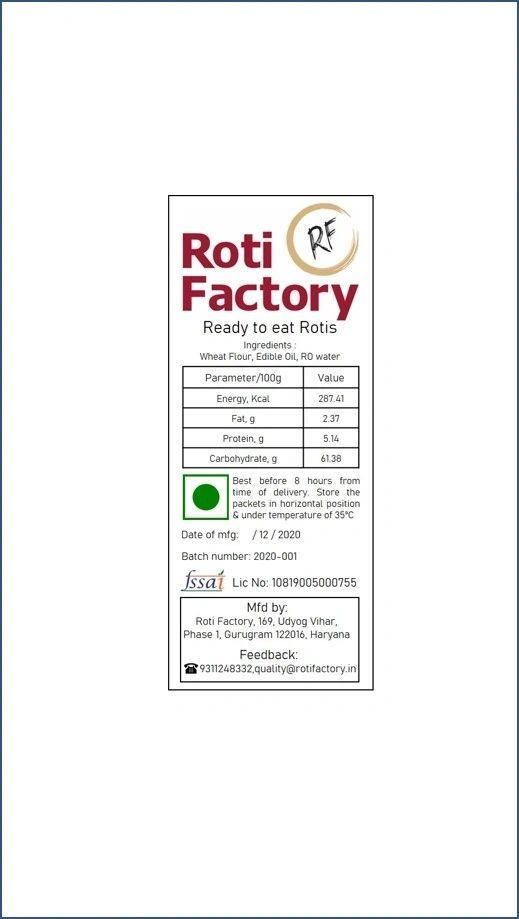 RF
Roti
Factory
Ready to eat Rotis
Ingredients :
Wheat Flour, Edible Oil, RO water
Parameter/100g Value
Energy, Kcal 287.41
Fat, g 2.37
Protein, g 5.14
Carbohydrate, g 61.38
Best before 8 hours from
time of delivery. Store the
packets in horizontal position
& under temperature of 35°C
Date of mfg: / 12 / 2020
Batch number: 2020-001
fssai Lic No: 10819005000755
Mfd by:
Roti Factory, 169, Udyog Vihar,
Phase 1, Gurugram 122016, Haryana
Feedback:
☎9311248332,quality@rotifactory.in